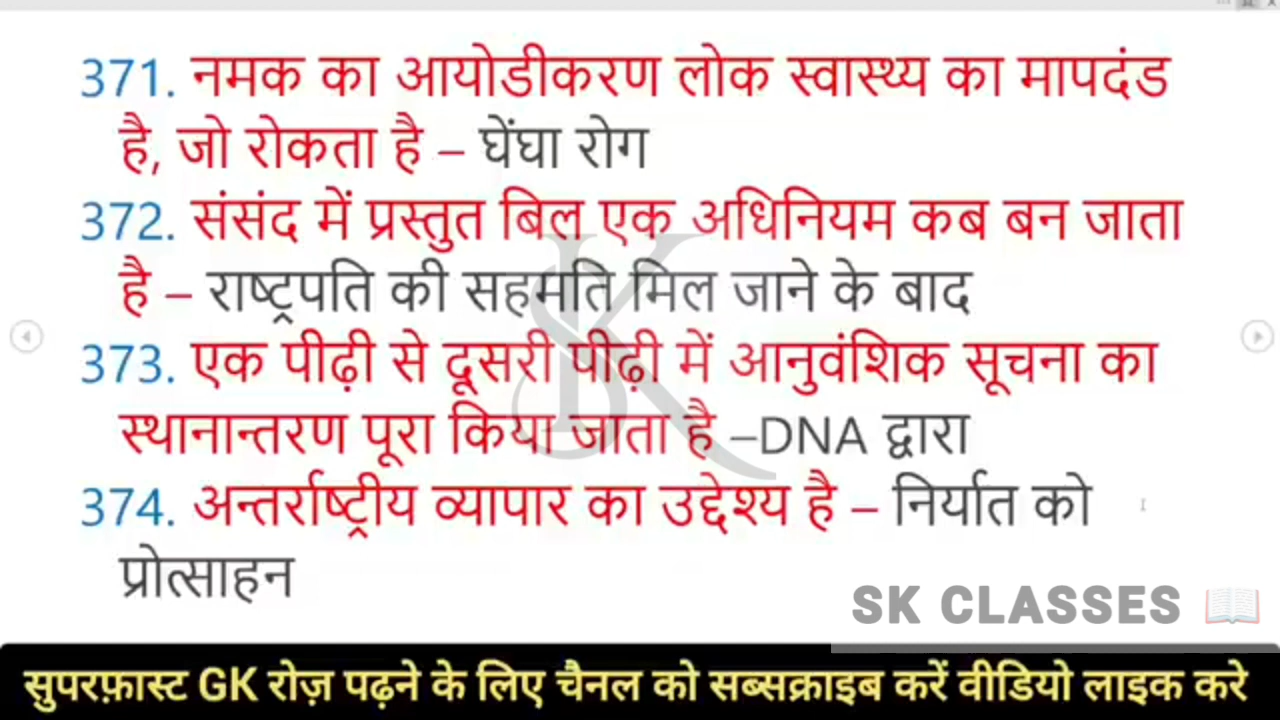 371. नमक का आयोडीकरण लोक स्वास्थ्य का मापदंड
है, जो रोकता है – घेंघा रोग
372. संसंद में प्रस्तुत बिल एक अधिनियम कब बन जाता
है – राष्ट्रपति की सहमति मिल जाने के बाद
373. एक पीढ़ी से दूसरी पीढ़ी में आनुवंशिक सूचना का
स्थानान्तरण पूरा किया जाता है –DNA द्वारा
374. अन्तर्राष्ट्रीय व्यापार का उद्देश्य है – निर्यात को
प्रोत्साहन
SK
SK CLASSES
सुपरफ़ास्ट GK रोज़ पढ़ने के लिए चैनल को सब्सक्राइब करें वीडियो लाइक करे